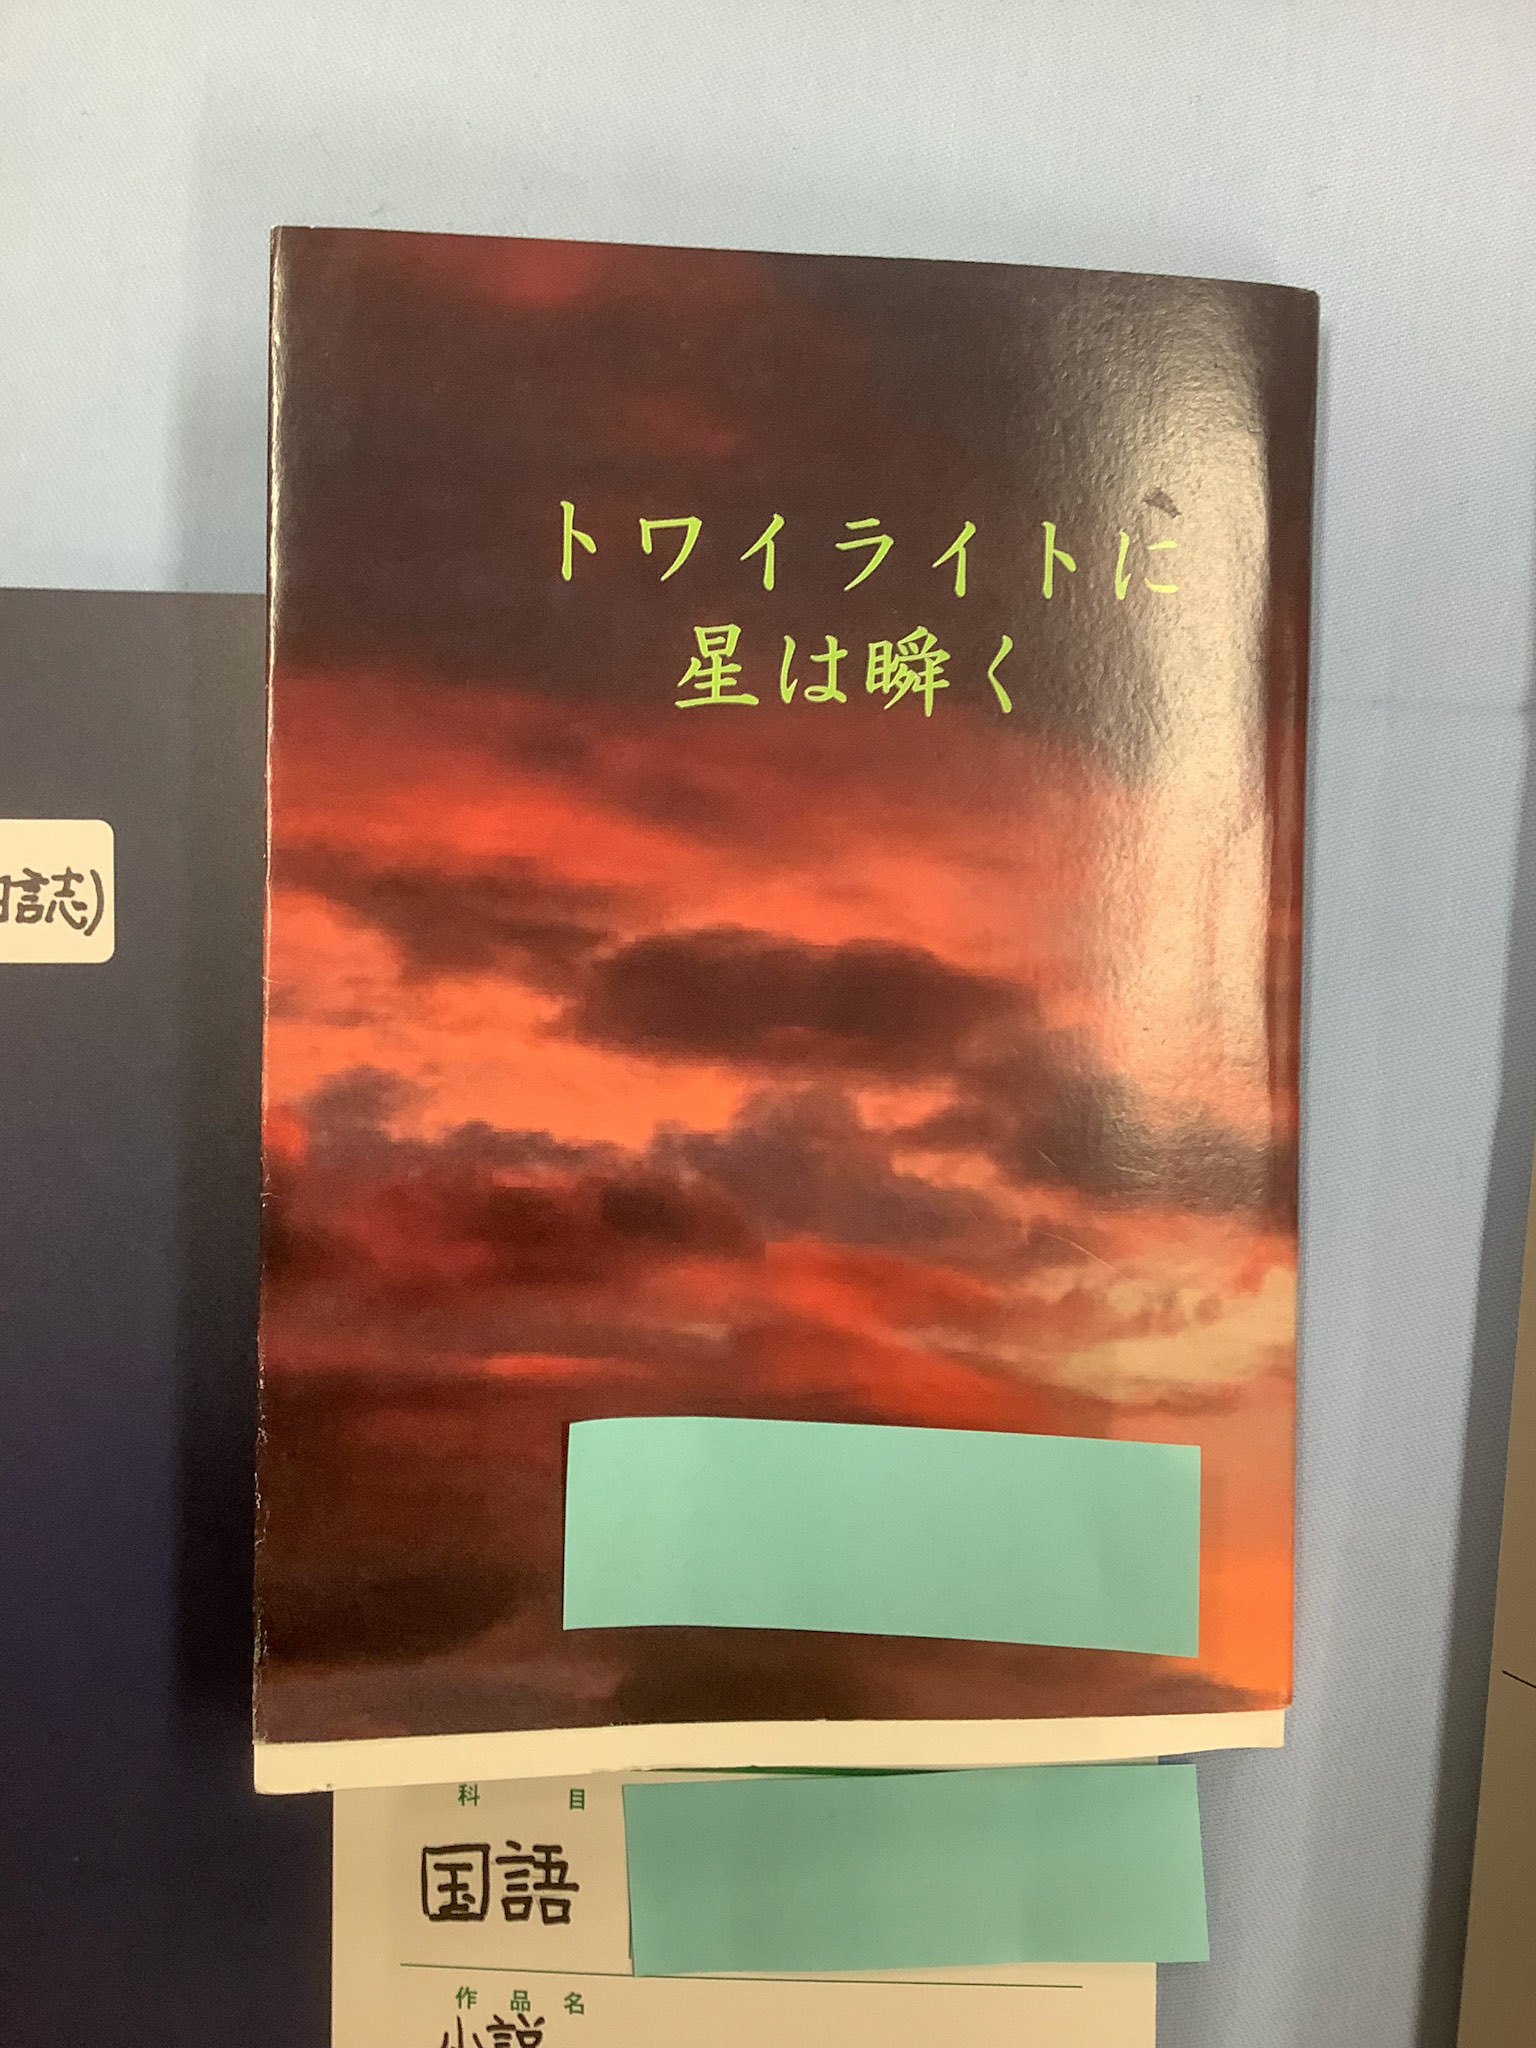 トワイライトに
星は瞬く
誌)
科 目
国語
作 品 名
小説